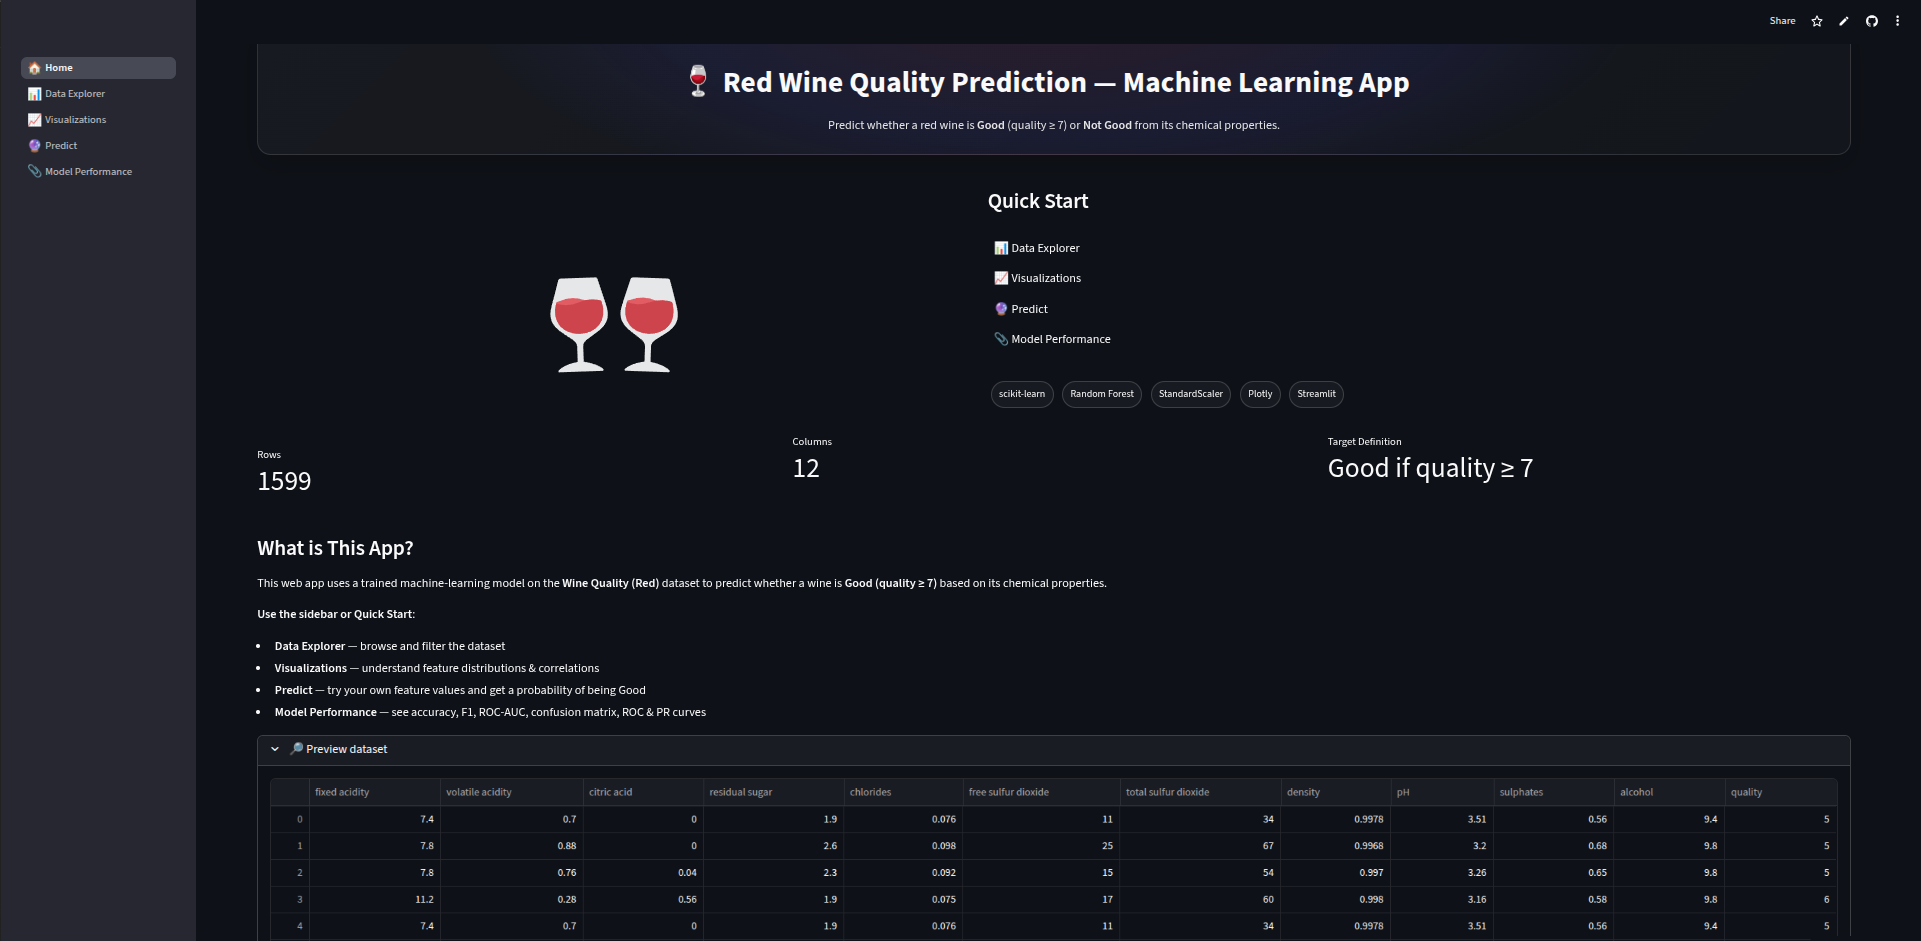 Share
🏠 Home
📊 Data Explorer
📈 Visualizations
🔮 Predict
📎 Model Performance
🍷 Red Wine Quality Prediction — Machine Learning App
Predict whether a red wine is Good (quality ≥ 7) or Not Good from its chemical properties.
Quick Start
📊 Data Explorer
📈 Visualizations
🔮 Predict
📎 Model Performance
scikit-learn Random Forest StandardScaler Plotly Streamlit
Rows
1599
Columns
12
Target Definition
Good if quality ≥ 7
What is This App?
This web app uses a trained machine-learning model on the Wine Quality (Red) dataset to predict whether a wine is Good (quality ≥ 7) based on its chemical properties.
Use the sidebar or Quick Start:
• Data Explorer — browse and filter the dataset
• Visualizations — understand feature distributions & correlations
• Predict — try your own feature values and get a probability of being Good
• Model Performance — see accuracy, F1, ROC-AUC, confusion matrix, ROC & PR curves
🔎 Preview dataset
fixed acidity volatile acidity citric acid residual sugar chlorides free sulfur dioxide total sulfur dioxide density pH sulphates alcohol quality
0 7.4 0.7 0 1.9 0.076 11 34 0.9978 3.51 0.56 9.4 5
1 7.8 0.88 0 2.6 0.098 25 67 0.9968 3.2 0.68 9.8 5
2 7.8 0.76 0.04 2.3 0.092 15 54 0.997 3.26 0.65 9.8 5
3 11.2 0.28 0.56 1.9 0.075 17 60 0.998 3.16 0.58 9.8 6
4 7.4 0.7 0 1.9 0.076 11 34 0.9978 3.51 0.56 9.4 5